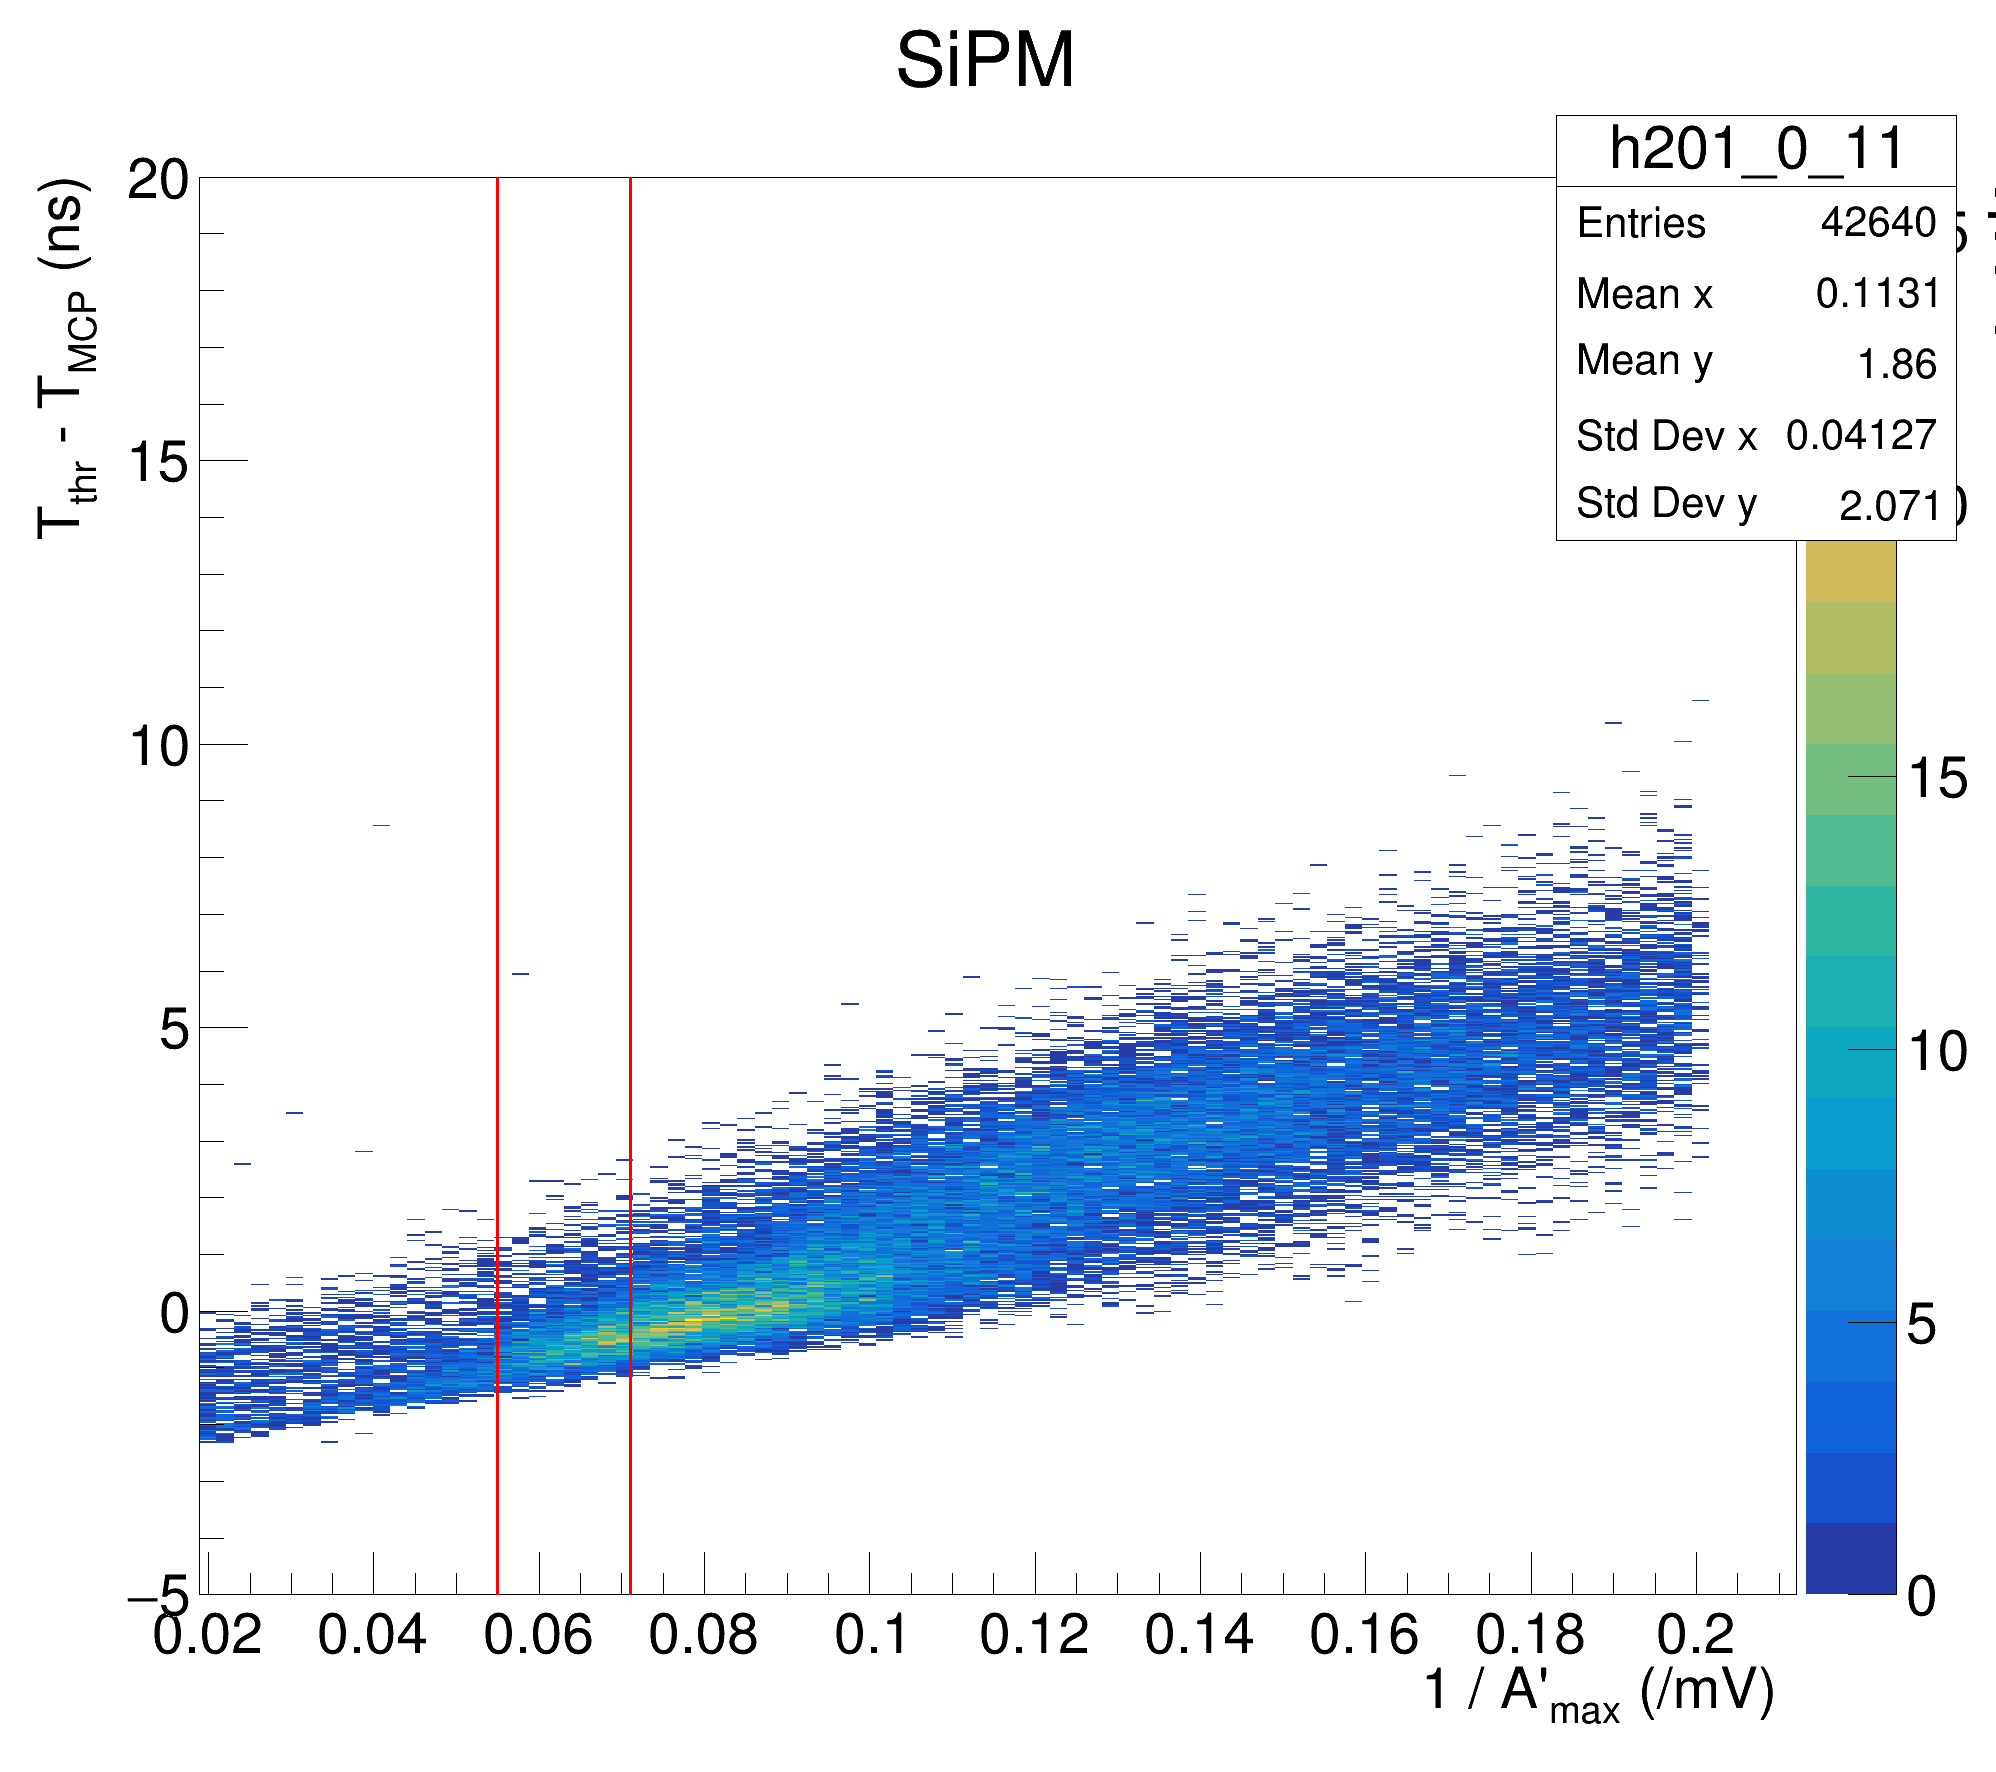 SiPM
h201_0_11
Entries 42640
Mean x 0.1131
Mean y 1.86
Std Dev x 0.04127
Std Dev y 2.071
T_thr - T_MCP (ns)
20
15
10
5
0
−5
0.02 0.04 0.06 0.08 0.1 0.12 0.14 0.16 0.18 0.2
1 / A'_max (/mV)
15
10
5
0